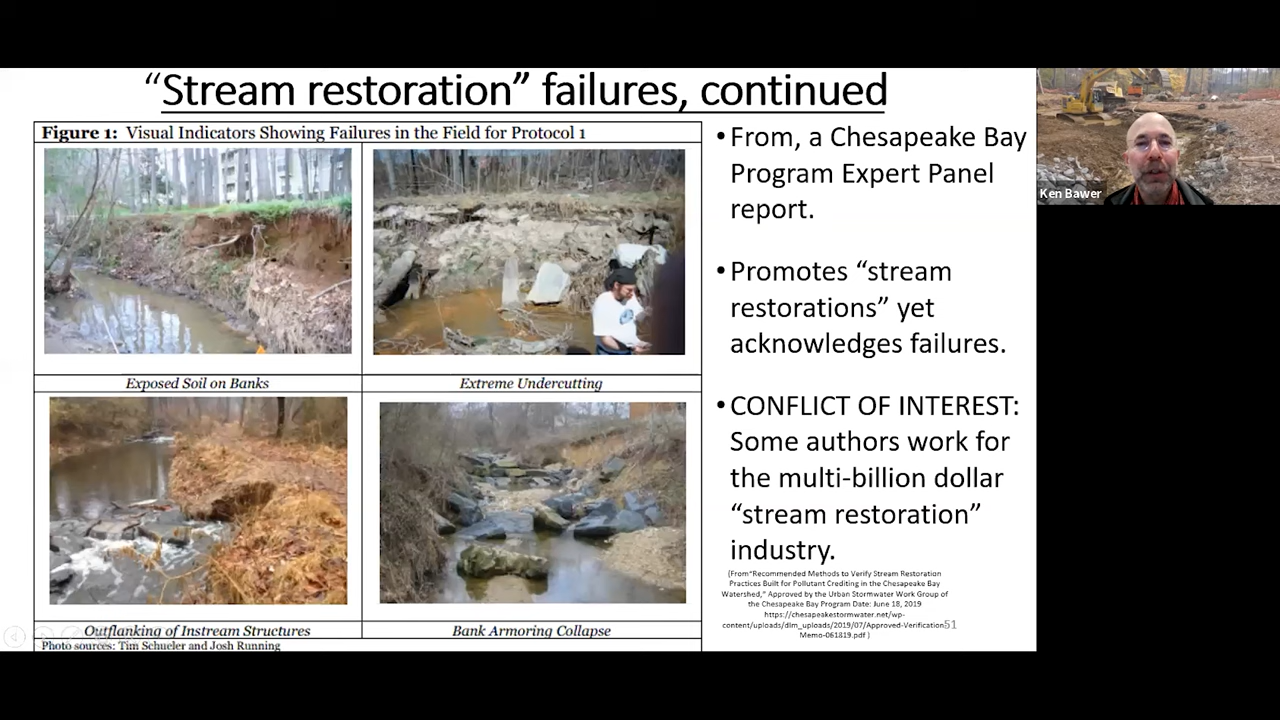 “Stream restoration” failures, continued
Figure 1: Visual Indicators Showing Failures in the Field for Protocol 1
Exposed Soil on Banks
Extreme Undercutting
Outflanking of Instream Structures
Bank Armoring Collapse
Photo sources: Tim Schueler and Josh Running
•From, a Chesapeake Bay
Program Expert Panel
report.
•Promotes “stream
restorations” yet
acknowledges failures.
•CONFLICT OF INTEREST:
Some authors work for
the multi-billion dollar
“stream restoration”
industry.
(From“Recommended Methods to Verify Stream Restoration
Practices Built for Pollutant Crediting in the Chesapeake Bay
Watershed,” Approved by the Urban Stormwater Work Group of
the Chesapeake Bay Program Date: June 18, 2019
https://chesapeakestormwater.net/wp-
content/uploads/dlm_uploads/2019/07/Approved-Verification-
Memo-061819.pdf )
51
Ken Bawer